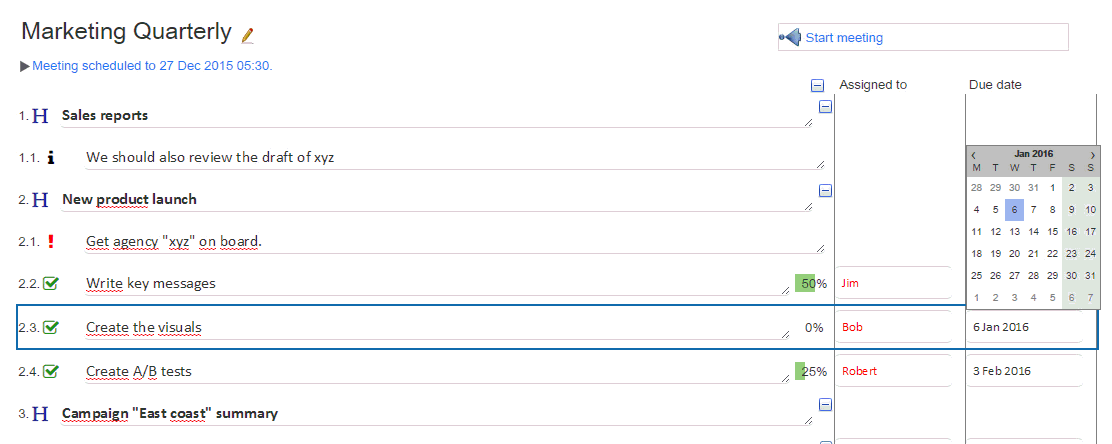 Marketing Quarterly
Start meeting
Meeting scheduled to 27 Dec 2015 05:30.
Assigned to Due date
1. H Sales reports
1.1. i We should also review the draft of xyz
Jan 2016
M T W T F S S
28 29 30 31 1 2 3
4 5 6 7 8 9 10
11 12 13 14 15 16 17
18 19 20 21 22 23 24
25 26 27 28 29 30 31
1 2 3 4 5 6 7
2. H New product launch
2.1. ! Get agency "xyz" on board.
2.2. Write key messages 50% Jim
2.3. Create the visuals 0% Bob 6 Jan 2016
2.4. Create A/B tests 25% Robert 3 Feb 2016
3. H Campaign "East coast" summary